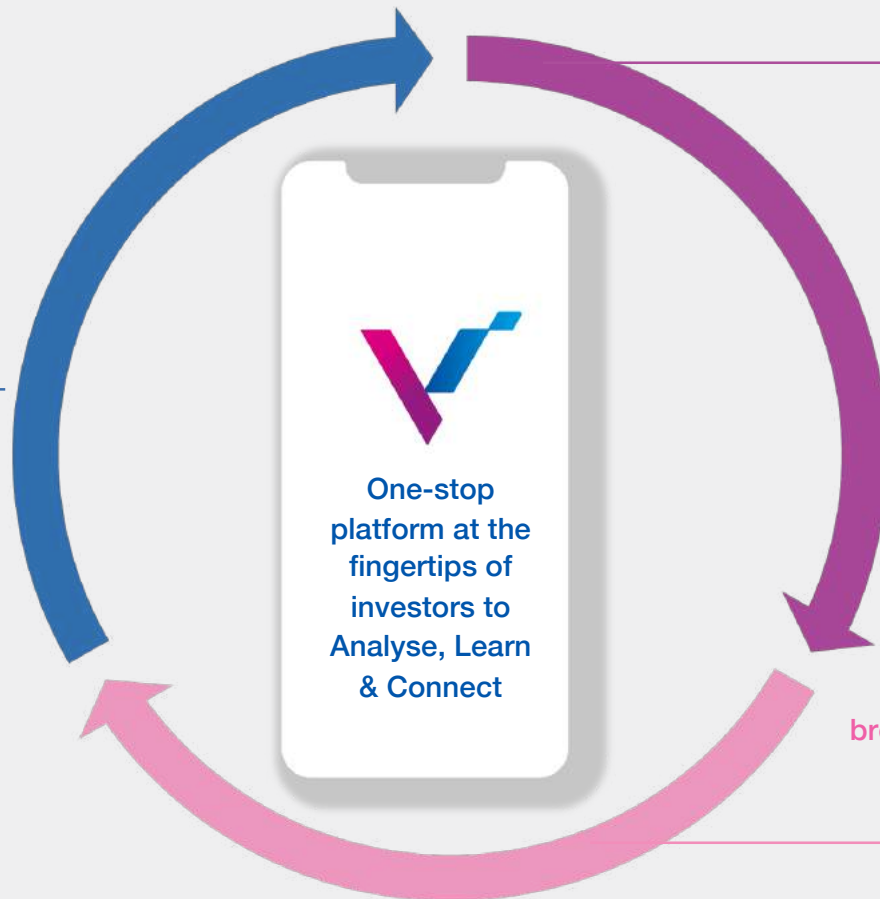 One-stop
platform at the
fingertips of
investors to
Analyse, Learn
& Connect